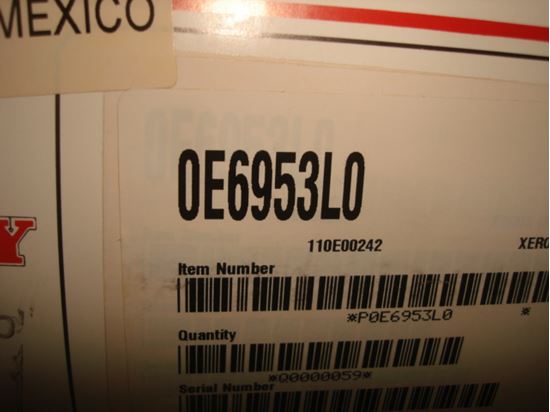 MEXICO
0E6953L0
110E00242 XERO
Item Number
*P0E6953L0 *
Quantity
*Q0000059*
Serial Number
Y